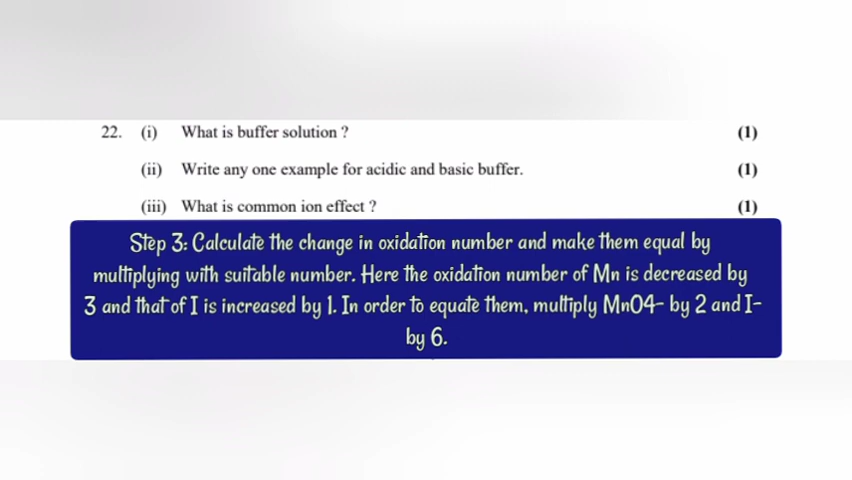 22. (i) What is buffer solution ? (1)
(ii) Write any one example for acidic and basic buffer. (1)
(iii) What is common ion effect ? (1)
Step 3: Calculate the change in oxidation number and make them equal by
multiplying with suitable number. Here the oxidation number of Mn is decreased by
3 and that of I is increased by 1. In order to equate them, multiply MnO4- by 2 and I-
by 6.